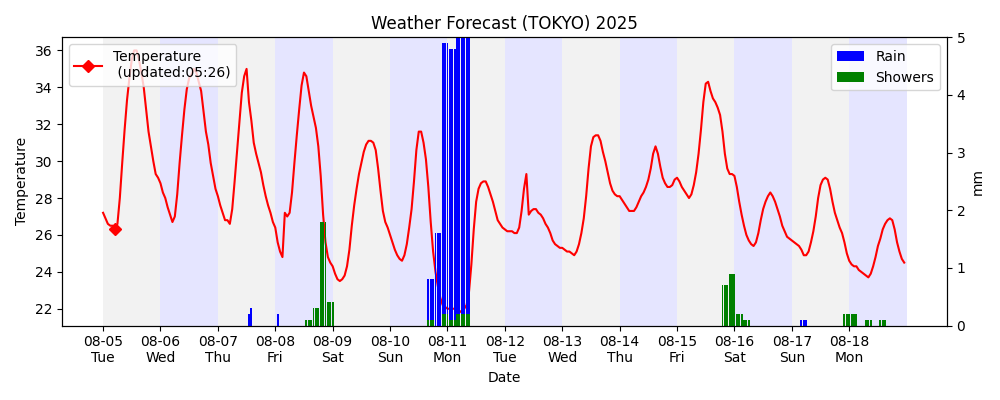 Weather Forecast (TOKYO) 2025
Temperature
(updated:05:26)
Rain
Showers
36
34
32
30
28
26
24
22
Temperature
5
4
3
2
1
0
mm
08-05 08-06 08-07 08-08 08-09 08-10 08-11 08-12 08-13 08-14 08-15 08-16 08-17 08-18
Tue Wed Thu Fri Sat Sun Mon Tue Wed Thu Fri Sat Sun Mon
Date